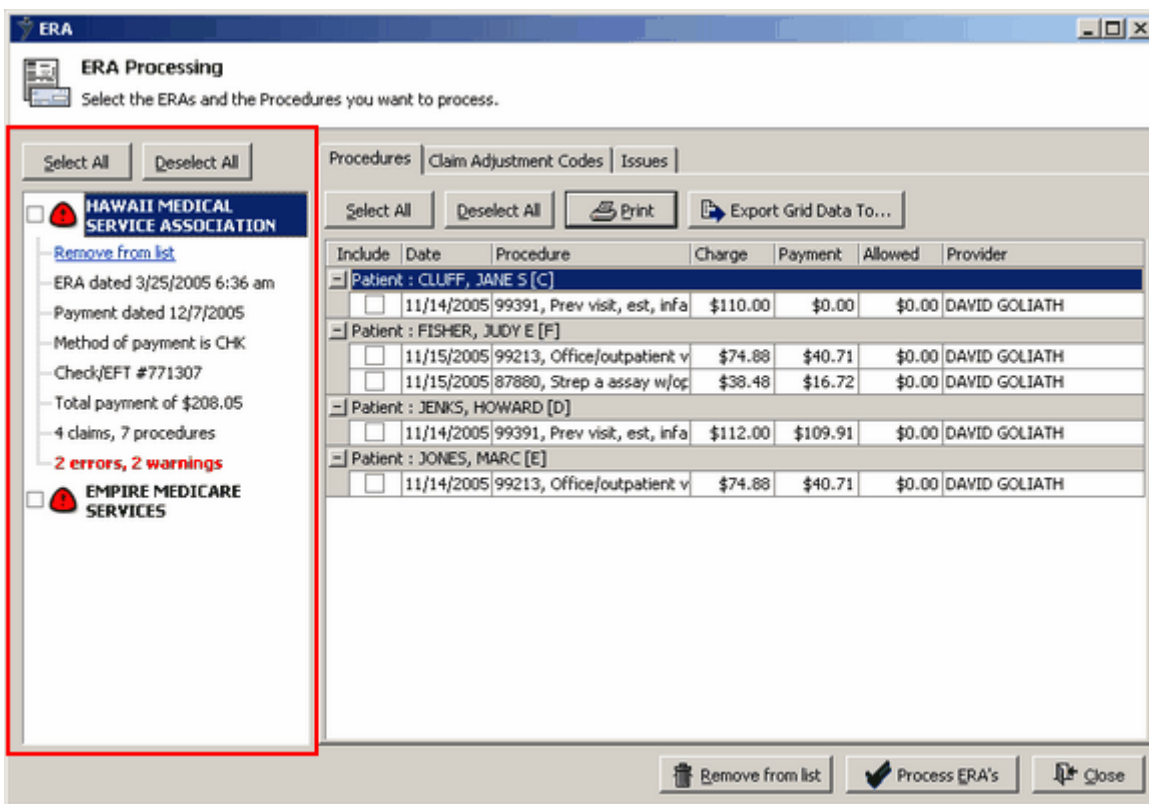 ERA
ERA Processing
Select the ERAs and the Procedures you want to process.
Select All Deselect All
HAWAII MEDICAL
SERVICE ASSOCIATION
Remove from list
ERA dated 3/25/2005 6:36 am
Payment dated 12/7/2005
Method of payment is CHK
Check/EFT #771307
Total payment of $208.05
4 claims, 7 procedures
2 errors, 2 warnings
EMPIRE MEDICARE
SERVICES
Procedures Claim Adjustment Codes Issues
Select All Deselect All Print Export Grid Data To...
Include Date Procedure Charge Payment Allowed Provider
Patient : CLUFF, JANE S [C]
11/14/2005 99391, Prev visit, est, infa $110.00 $0.00 $0.00 DAVID GOLIATH
Patient : FISHER, JUDY E [F]
11/15/2005 99213, Office/outpatient v $74.88 $40.71 $0.00 DAVID GOLIATH
11/15/2005 87880, Strep a assay w/op $38.48 $16.72 $0.00 DAVID GOLIATH
Patient : JENKS, HOWARD [D]
11/14/2005 99391, Prev visit, est, infa $112.00 $109.91 $0.00 DAVID GOLIATH
Patient : JONES, MARC [E]
11/14/2005 99213, Office/outpatient v $74.88 $40.71 $0.00 DAVID GOLIATH
Remove from list Process ERA's Close